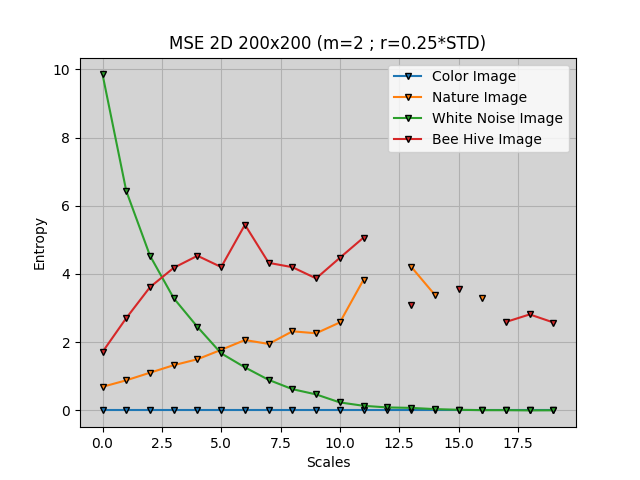 MSE 2D 200x200 (m=2 ; r=0.25*STD)
Color Image
Nature Image
White Noise Image
Bee Hive Image
Entropy
10
8
6
4
2
0
0.0 2.5 5.0 7.5 10.0 12.5 15.0 17.5
Scales